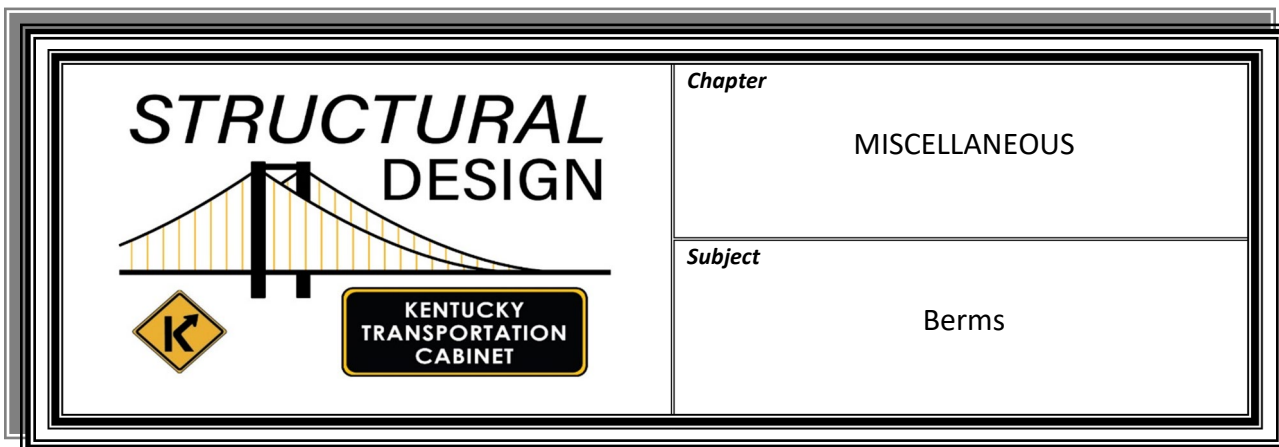 STRUCTURAL
DESIGN
KENTUCKY
TRANSPORTATION
CABINET
Chapter
MISCELLANEOUS
Subject
Berms